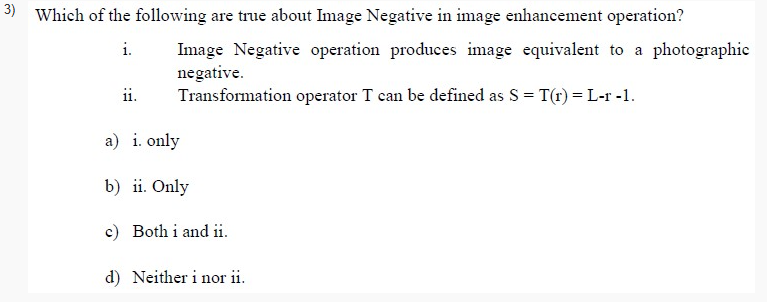 3) Which of the following are true about Image Negative in image enhancement operation?
i. Image Negative operation produces image equivalent to a photographic
negative.
ii. Transformation operator T can be defined as S = T(r) = L-r -1.
a) i. only
b) ii. Only
c) Both i and ii.
d) Neither i nor ii.